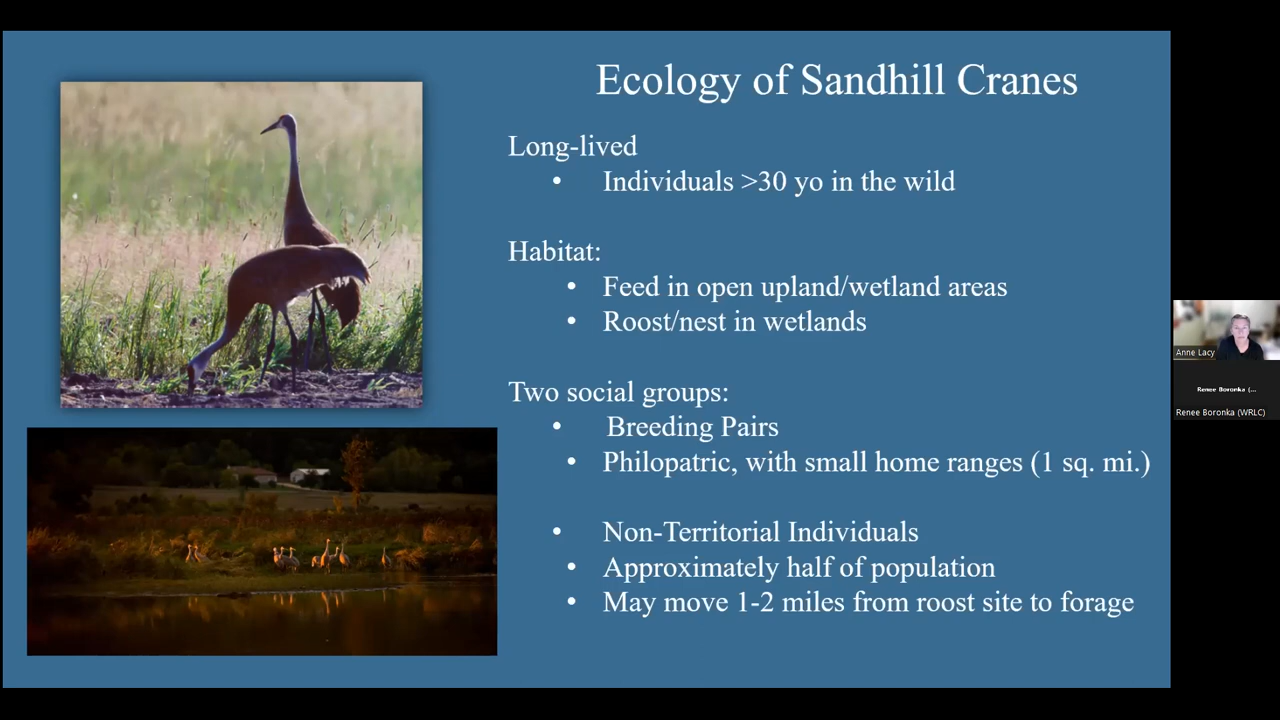 Ecology of Sandhill Cranes
Long-lived
• Individuals >30 yo in the wild
Habitat:
• Feed in open upland/wetland areas
• Roost/nest in wetlands
Two social groups:
• Breeding Pairs
• Philopatric, with small home ranges (1 sq. mi.)
• Non-Territorial Individuals
• Approximately half of population
• May move 1-2 miles from roost site to forage
Anne Lacy
Renee Boronka (...
Renee Boronka (WRLC)